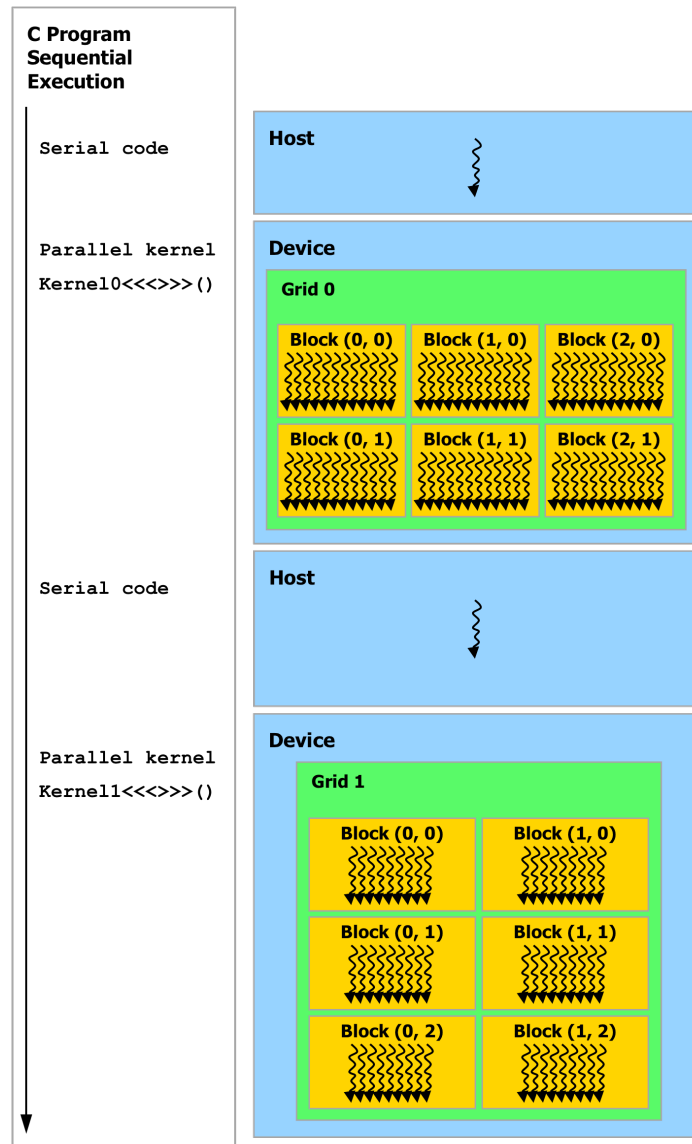 C Program
Sequential
Execution
Serial code
Host
Parallel kernel
Kernel0<<<>>>()
Device
Grid 0
Block (0, 0)
Block (1, 0)
Block (2, 0)
Block (0, 1)
Block (1, 1)
Block (2, 1)
Serial code
Host
Parallel kernel
Kernel1<<<>>>()
Device
Grid 1
Block (0, 0)
Block (1, 0)
Block (0, 1)
Block (1, 1)
Block (0, 2)
Block (1, 2)